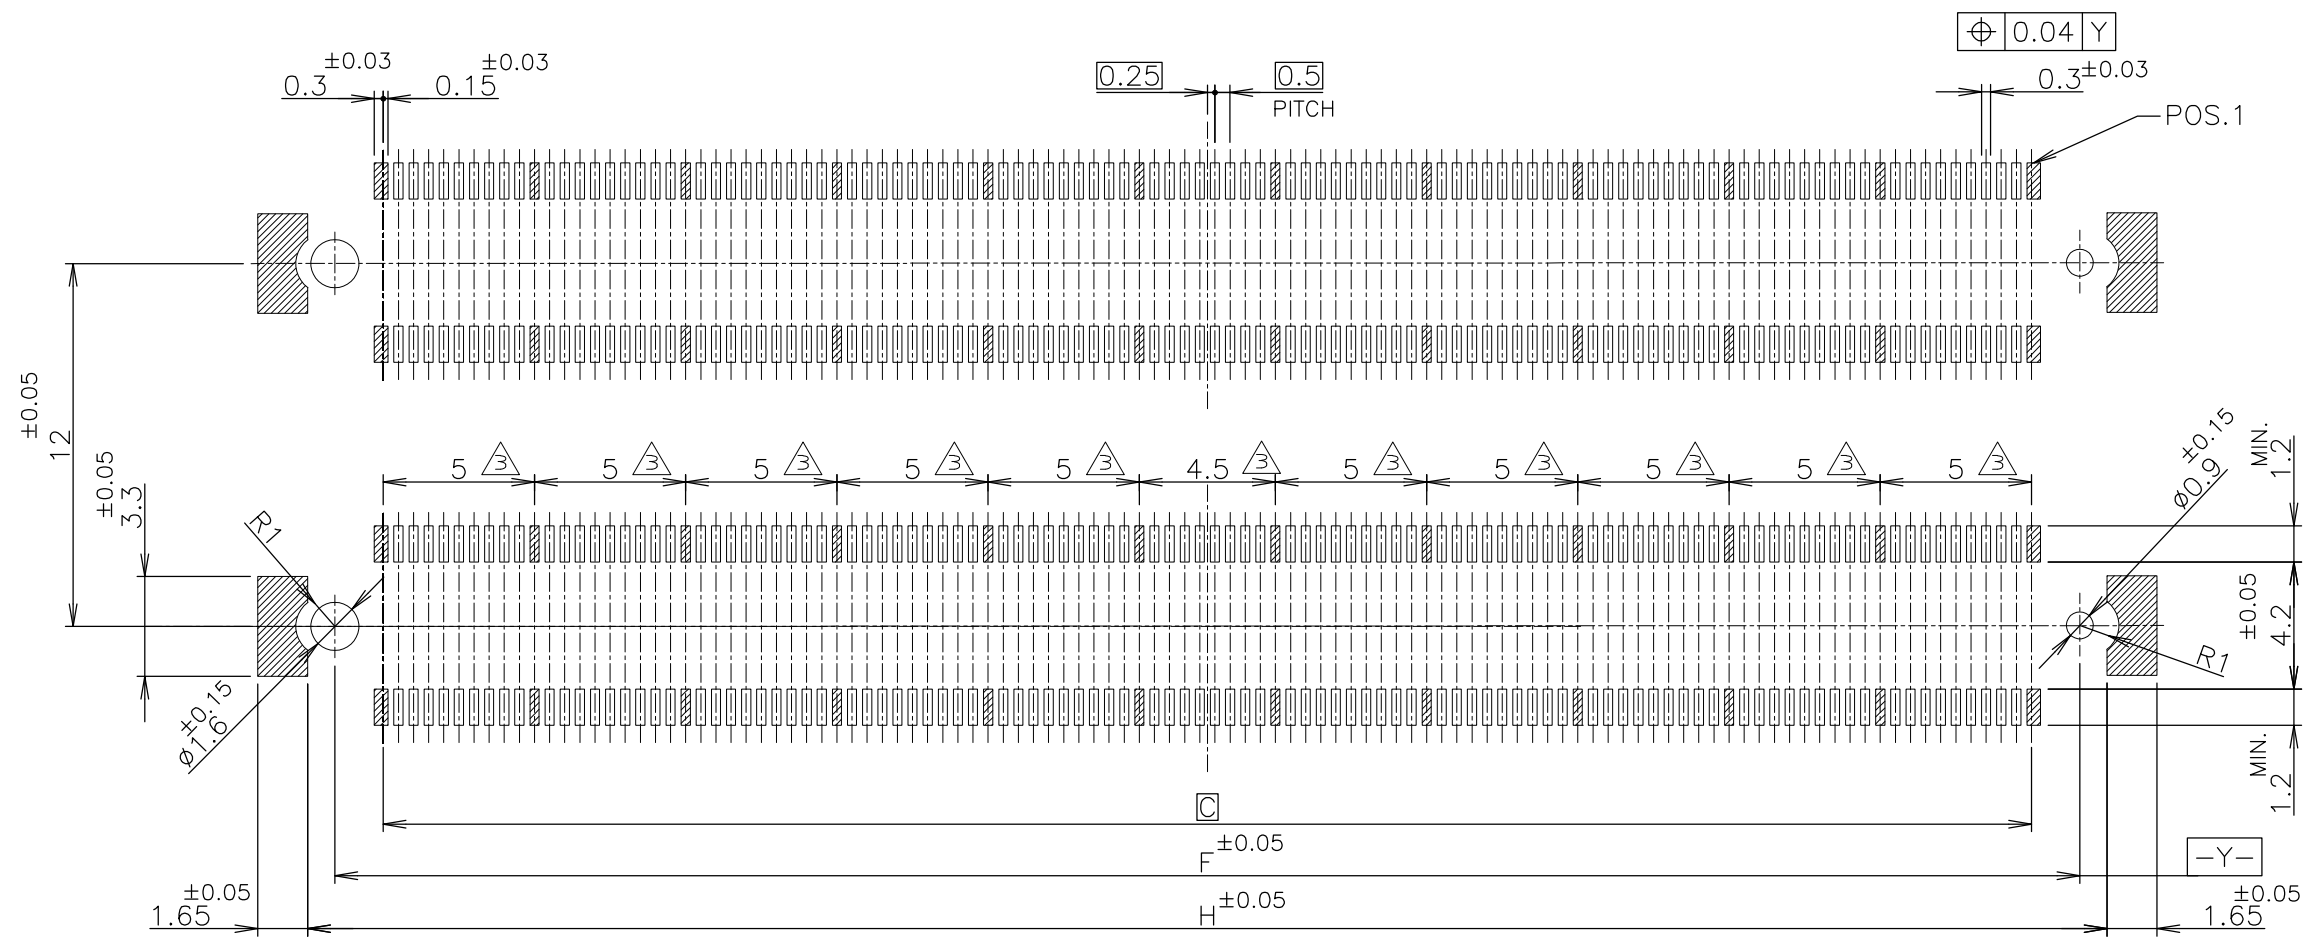 ⌖ 0.04 Y
±0.03
0.3
±0.03
0.15
0.25
0.5
PITCH
0.3 ±0.03
POS.1
±0.05
12
±0.05
3.3
5 3
5 3
5 3
5 3
5 3
4.5 3
5 3
5 3
5 3
5 3
5 3
±0.15
ø0.9
MIN.
1.2
R1
±0.05
4.2
R1
±0.15
ø1.6
MIN.
1.2
C
F ±0.05
-Y-
±0.05
1.65
H ±0.05
±0.05
1.65